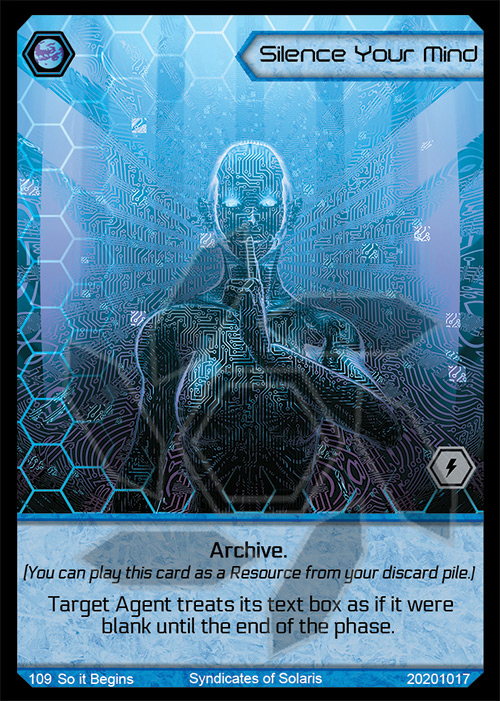 Silence Your Mind
Archive.
(You can play this card as a Resource from your discard pile.)
Target Agent treats its text box as if it were
blank until the end of the phase.
109 So it Begins
Syndicates of Solaris
20201017